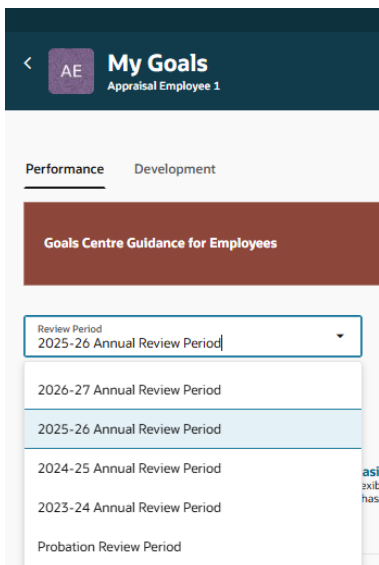 AE
My Goals
Appraisal Employee 1
Performance Development
Goals Centre Guidance for Employees
Review Period
2025-26 Annual Review Period
2026-27 Annual Review Period
2025-26 Annual Review Period
2024-25 Annual Review Period
2023-24 Annual Review Period
Probation Review Period